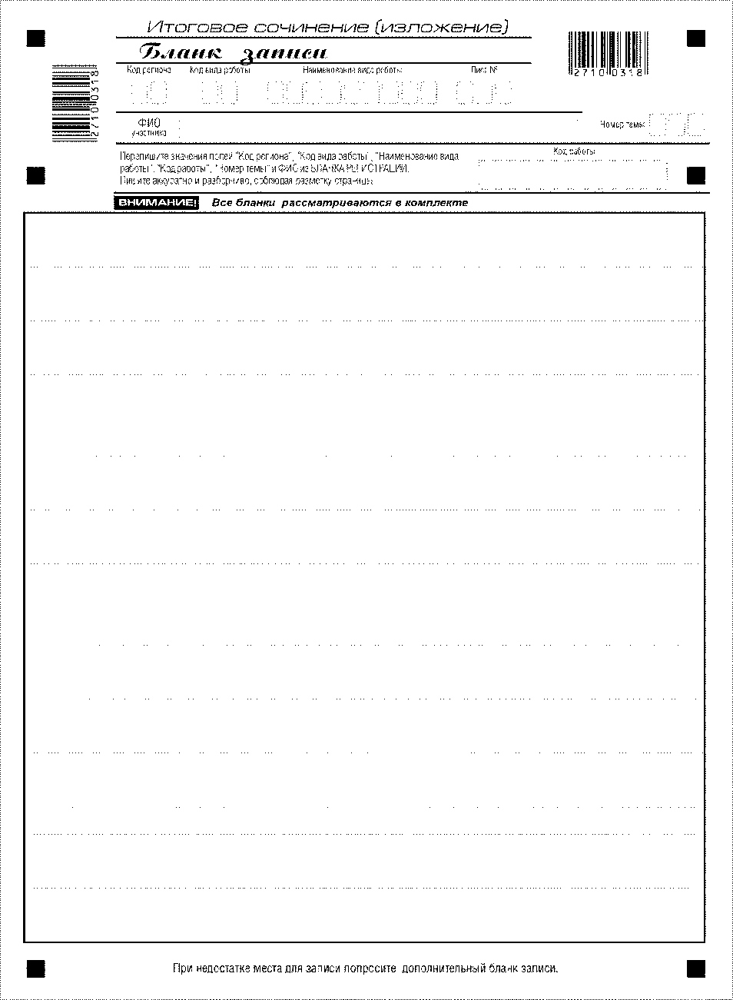 Итоговое сочинение (изложение)
Бланк записи
Код региона Код вида работы Наименование вида работы Лист №
2710 0318
2710 0318
ФИО участника
Номер темы
Код работы
Перепишите значения полей "Код региона", "Код вида работы", "Наименование вида
работы", "Код работы", "Номер темы" и ФИО из БЛАНКА РЕГИСТРАЦИИ.
Пишите аккуратно и разборчиво, соблюдая разметку страницы.
ВНИМАНИЕ! Все бланки рассматриваются в комплекте
При недостатке места для записи попросите дополнительный бланк записи.